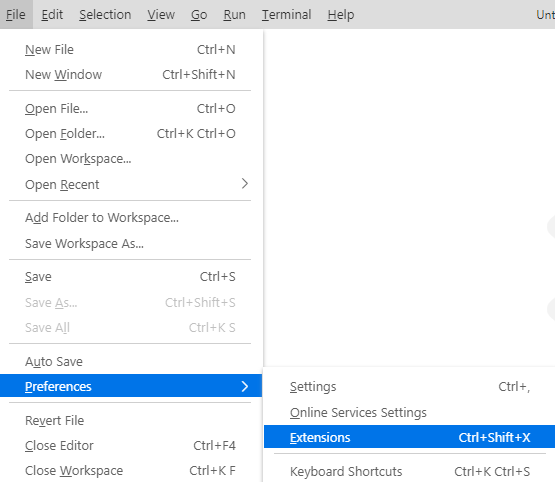 File Edit Selection View Go Run Terminal Help Unt
New File Ctrl+N
New Window Ctrl+Shift+N
Open File... Ctrl+O
Open Folder... Ctrl+K Ctrl+O
Open Workspace...
Open Recent
Add Folder to Workspace...
Save Workspace As...
Save Ctrl+S
Save As... Ctrl+Shift+S
Save All Ctrl+K S
Auto Save
Preferences
Revert File
Close Editor Ctrl+F4
Close Workspace Ctrl+K F
Settings Ctrl+,
Online Services Settings
Extensions Ctrl+Shift+X
Keyboard Shortcuts Ctrl+K Ctrl+S